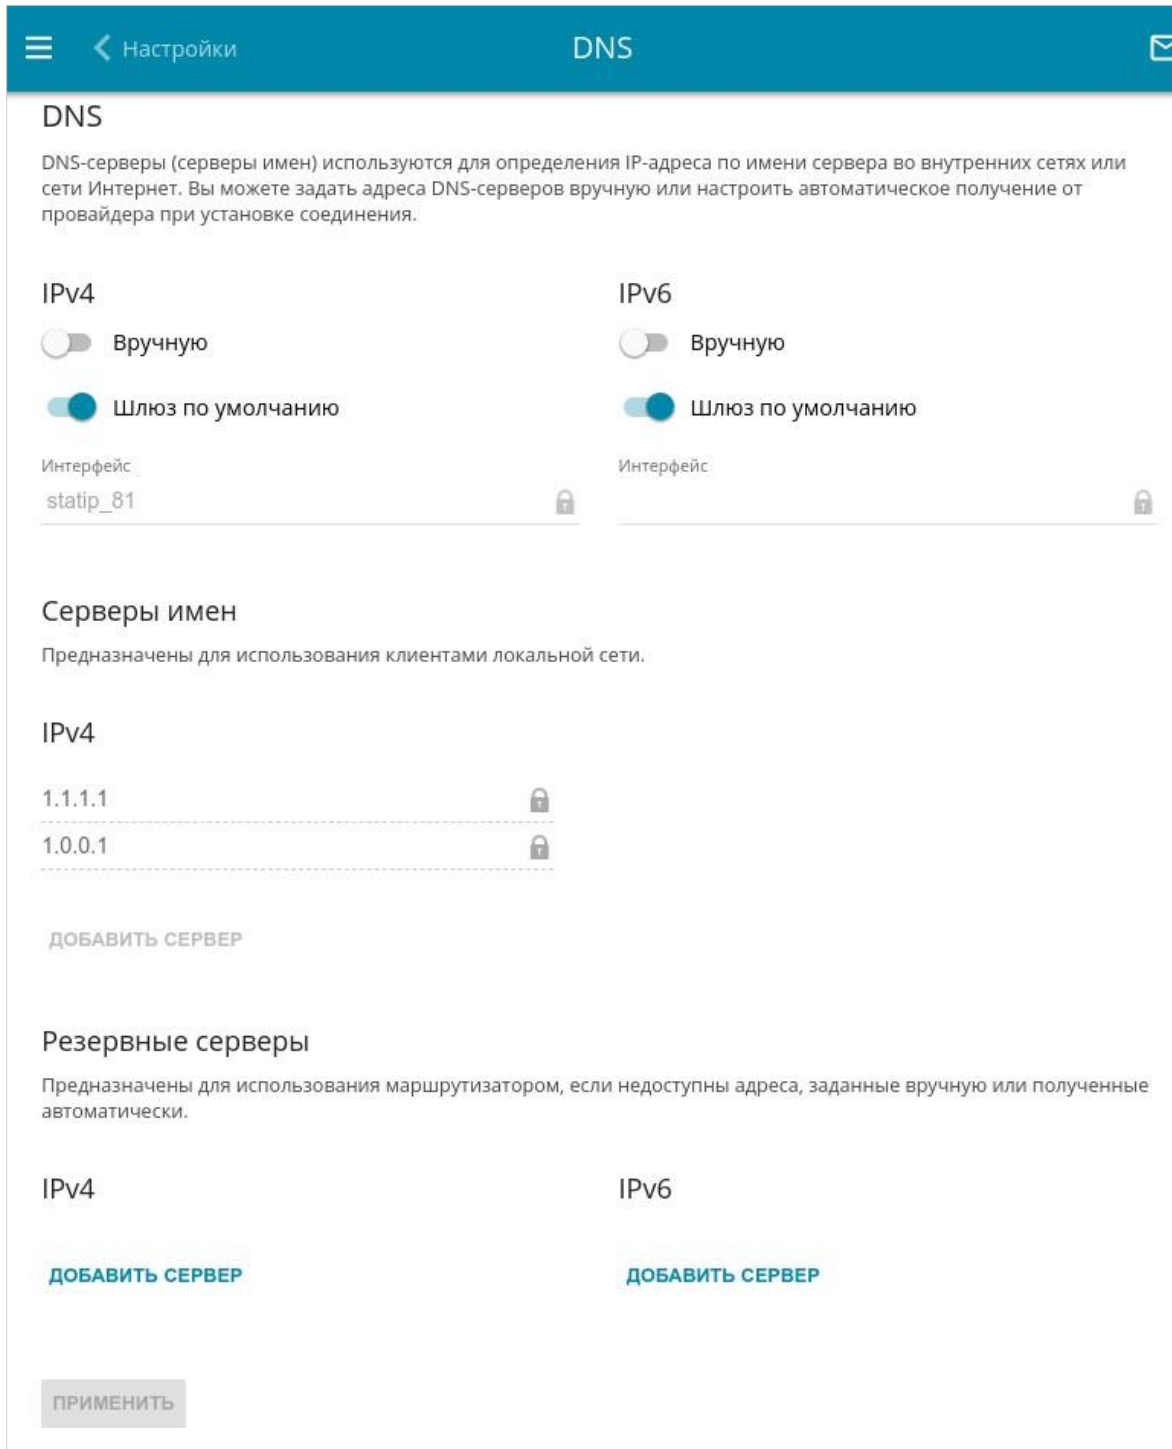 Настройки
DNS
DNS
DNS-серверы (серверы имен) используются для определения IP-адреса по имени сервера во внутренних сетях или
сети Интернет. Вы можете задать адреса DNS-серверов вручную или настроить автоматическое получение от
провайдера при установке соединения.
IPv4
Вручную
Шлюз по умолчанию
Интерфейс
statip_81
IPv6
Вручную
Шлюз по умолчанию
Интерфейс
Серверы имен
Предназначены для использования клиентами локальной сети.
IPv4
1.1.1.1
1.0.0.1
ДОБАВИТЬ СЕРВЕР
Резервные серверы
Предназначены для использования маршрутизатором, если недоступны адреса, заданные вручную или полученные
автоматически.
IPv4
ДОБАВИТЬ СЕРВЕР
IPv6
ДОБАВИТЬ СЕРВЕР
ПРИМЕНИТЬ